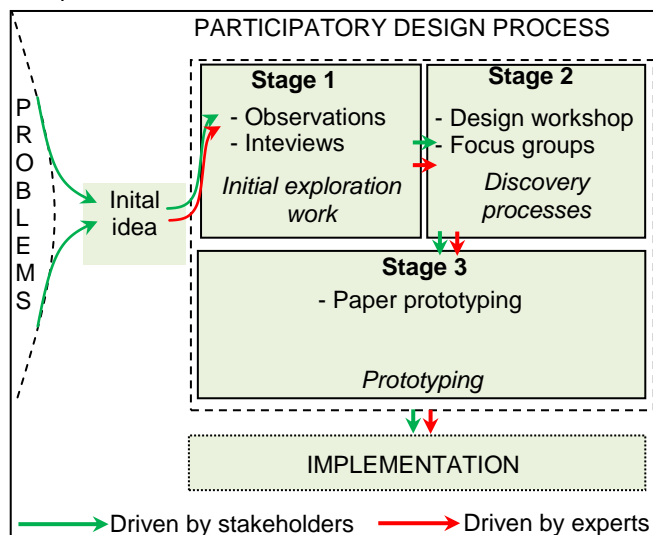 PARTICIPATORY DESIGN PROCESS
PROBLEMS
Inital
idea
Stage 1
- Observations
- Inteviews
Initial exploration
work
Stage 2
- Design workshop
- Focus groups
Discovery
processes
Stage 3
- Paper prototyping
Prototyping
IMPLEMENTATION
Driven by stakeholders
Driven by experts